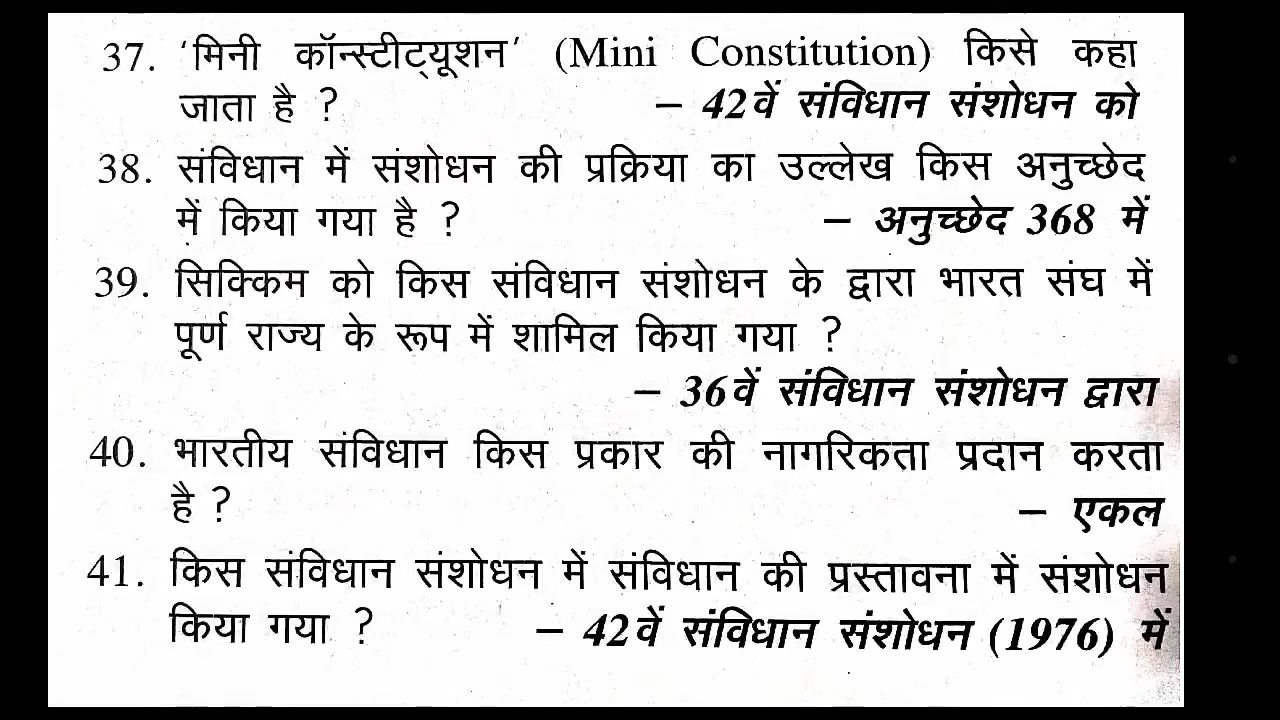 37. ‘मिनी कॉन्स्टीट्यूशन’ (Mini Constitution) किसे कहा
जाता है ? – 42वें संविधान संशोधन को
38. संविधान में संशोधन की प्रक्रिया का उल्लेख किस अनुच्छेद
में किया गया है ? – अनुच्छेद 368 में
39. सिक्किम को किस संविधान संशोधन के द्वारा भारत संघ में
पूर्ण राज्य के रूप में शामिल किया गया ?
– 36वें संविधान संशोधन द्वारा
40. भारतीय संविधान किस प्रकार की नागरिकता प्रदान करता
है ? – एकल
41. किस संविधान संशोधन में संविधान की प्रस्तावना में संशोधन
किया गया ? – 42वें संविधान संशोधन (1976) में